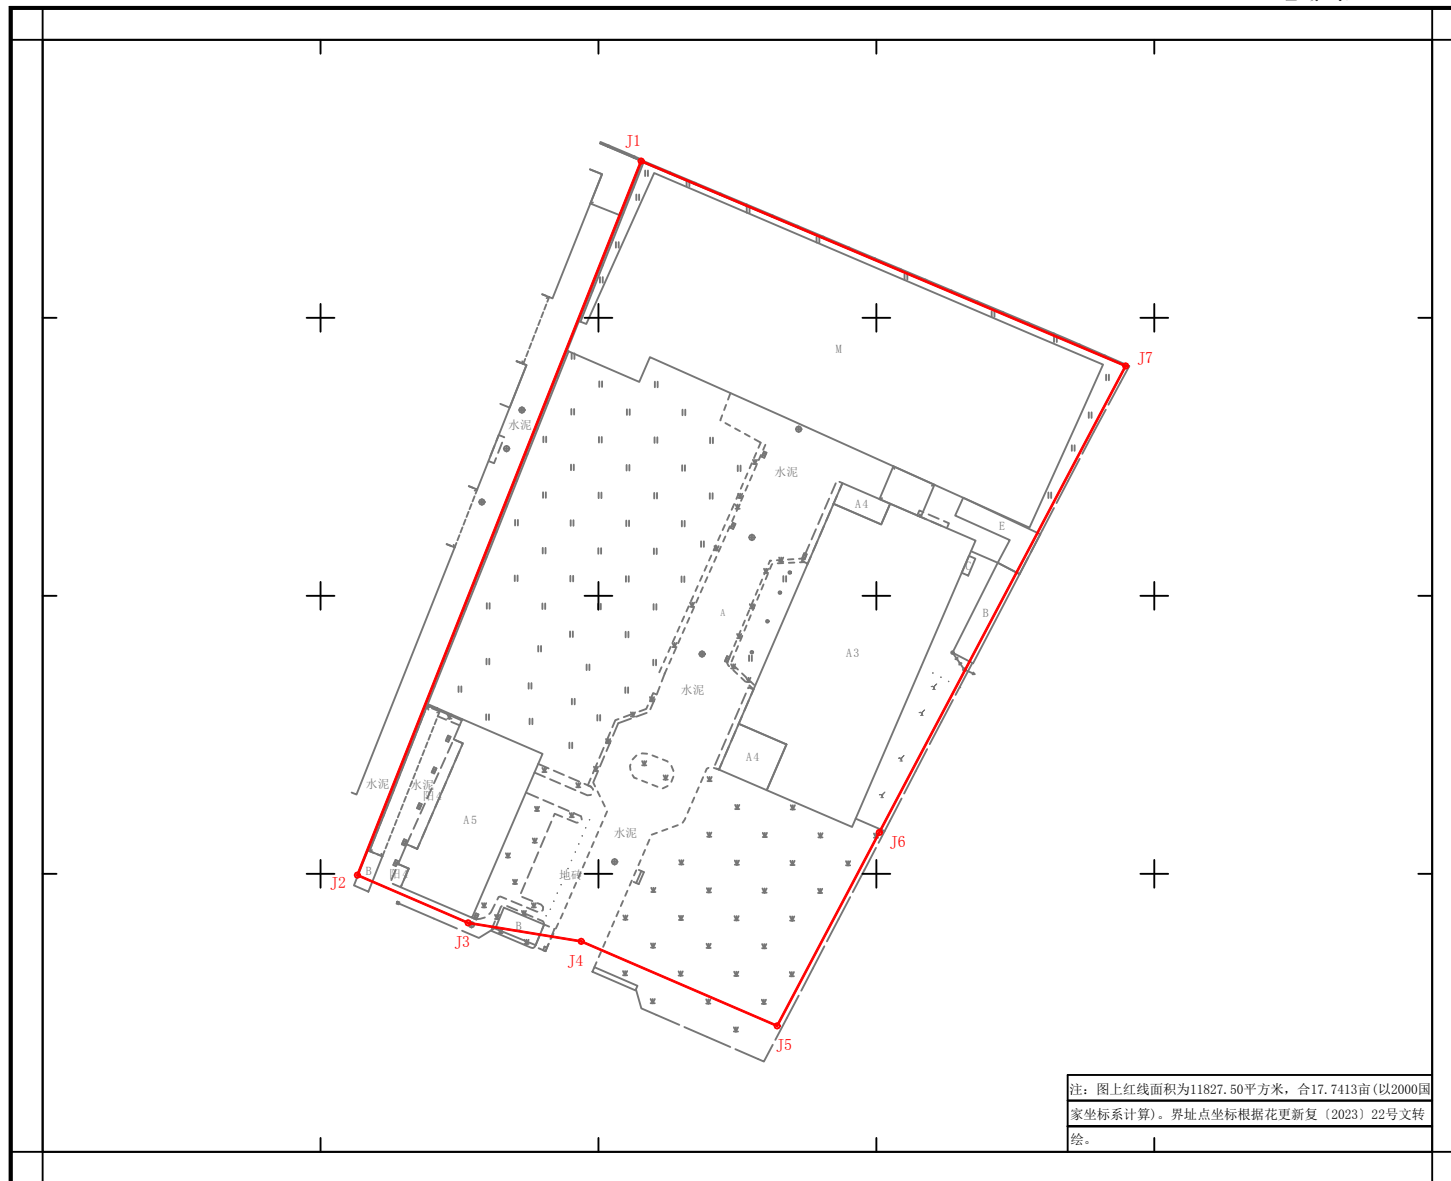 J1
J7
M
水泥
水泥
A4
E
C
B
A
A3
水泥
A4
水泥
水泥
阳4
A5
水泥
B
地砖
J2
B
J3
J4
J6
J5
注：图上红线面积为11827.50平方米，合17.7413亩(以2000国
家坐标系计算)。界址点坐标根据花更新复〔2023〕22号文转
绘。